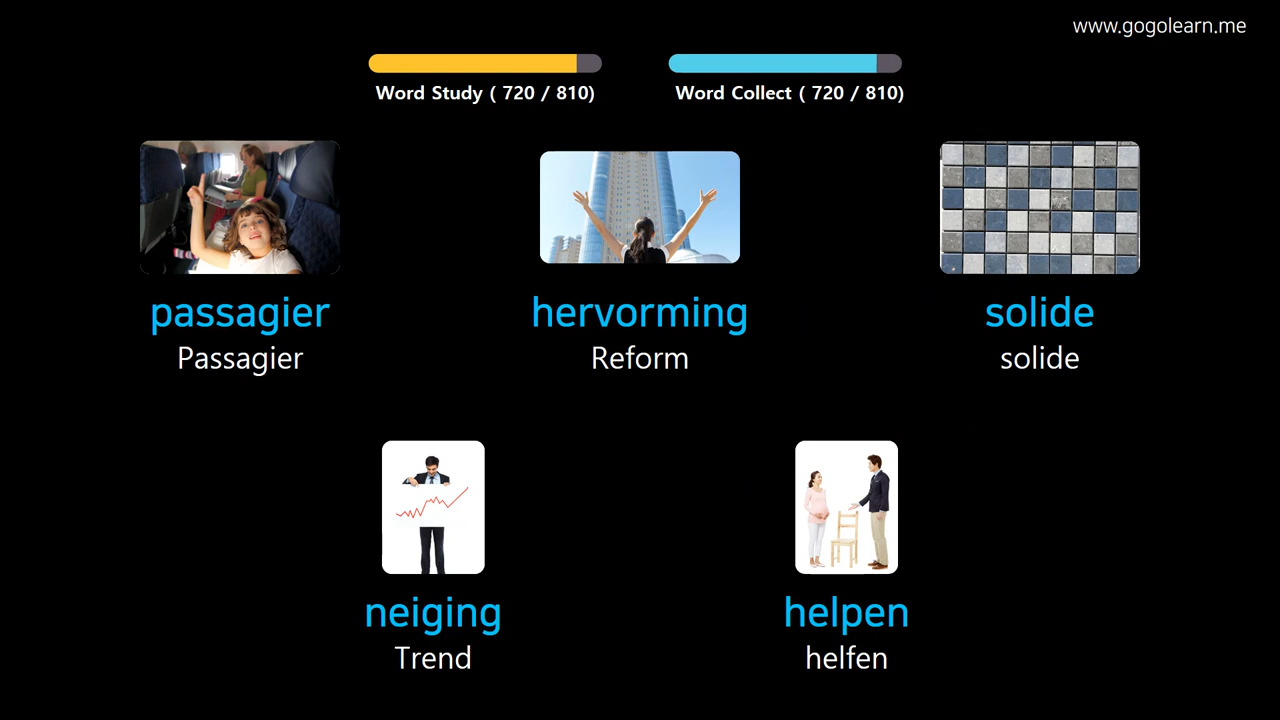 www.gogolearn.me
Word Study ( 720 / 810)
Word Collect ( 720 / 810)
passagier
Passagier
hervorming
Reform
solide
solide
neiging
Trend
helpen
helfen